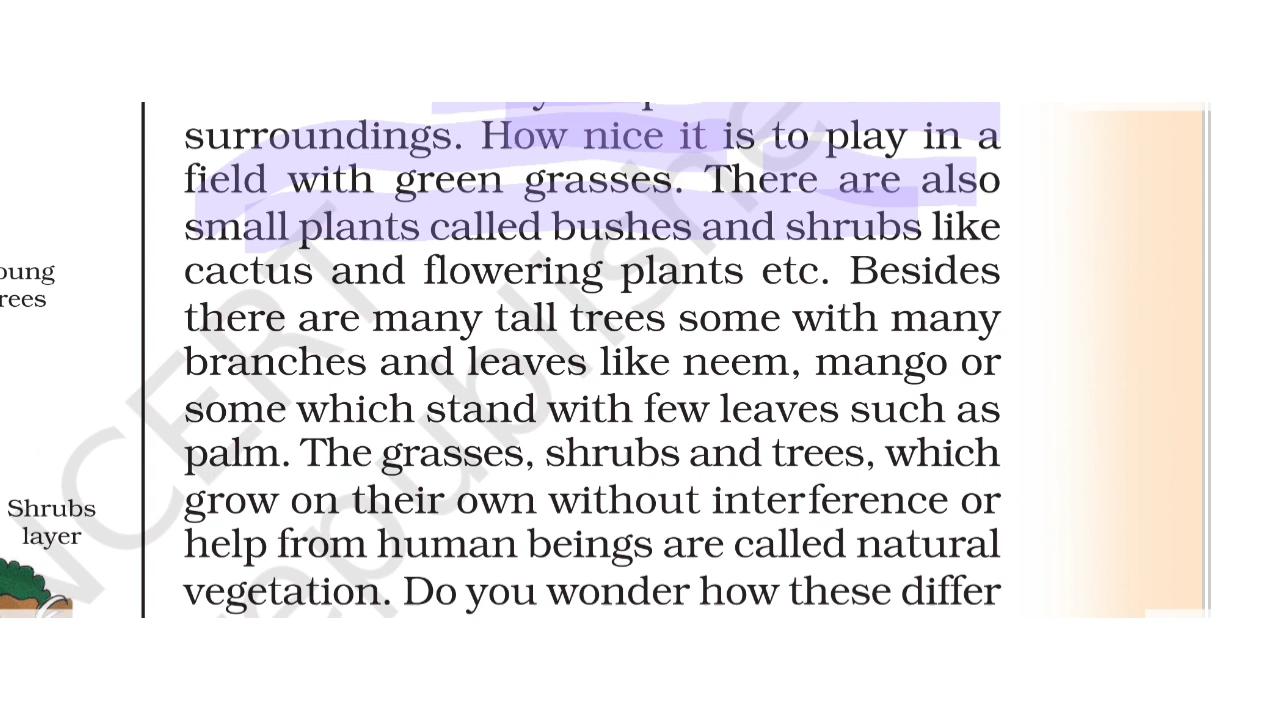 surroundings. How nice it is to play in a
field with green grasses. There are also
small plants called bushes and shrubs like
cactus and flowering plants etc. Besides
there are many tall trees some with many
branches and leaves like neem, mango or
some which stand with few leaves such as
palm. The grasses, shrubs and trees, which
grow on their own without interference or
help from human beings are called natural
vegetation. Do you wonder how these differ
Shrubs
layer
NCERT